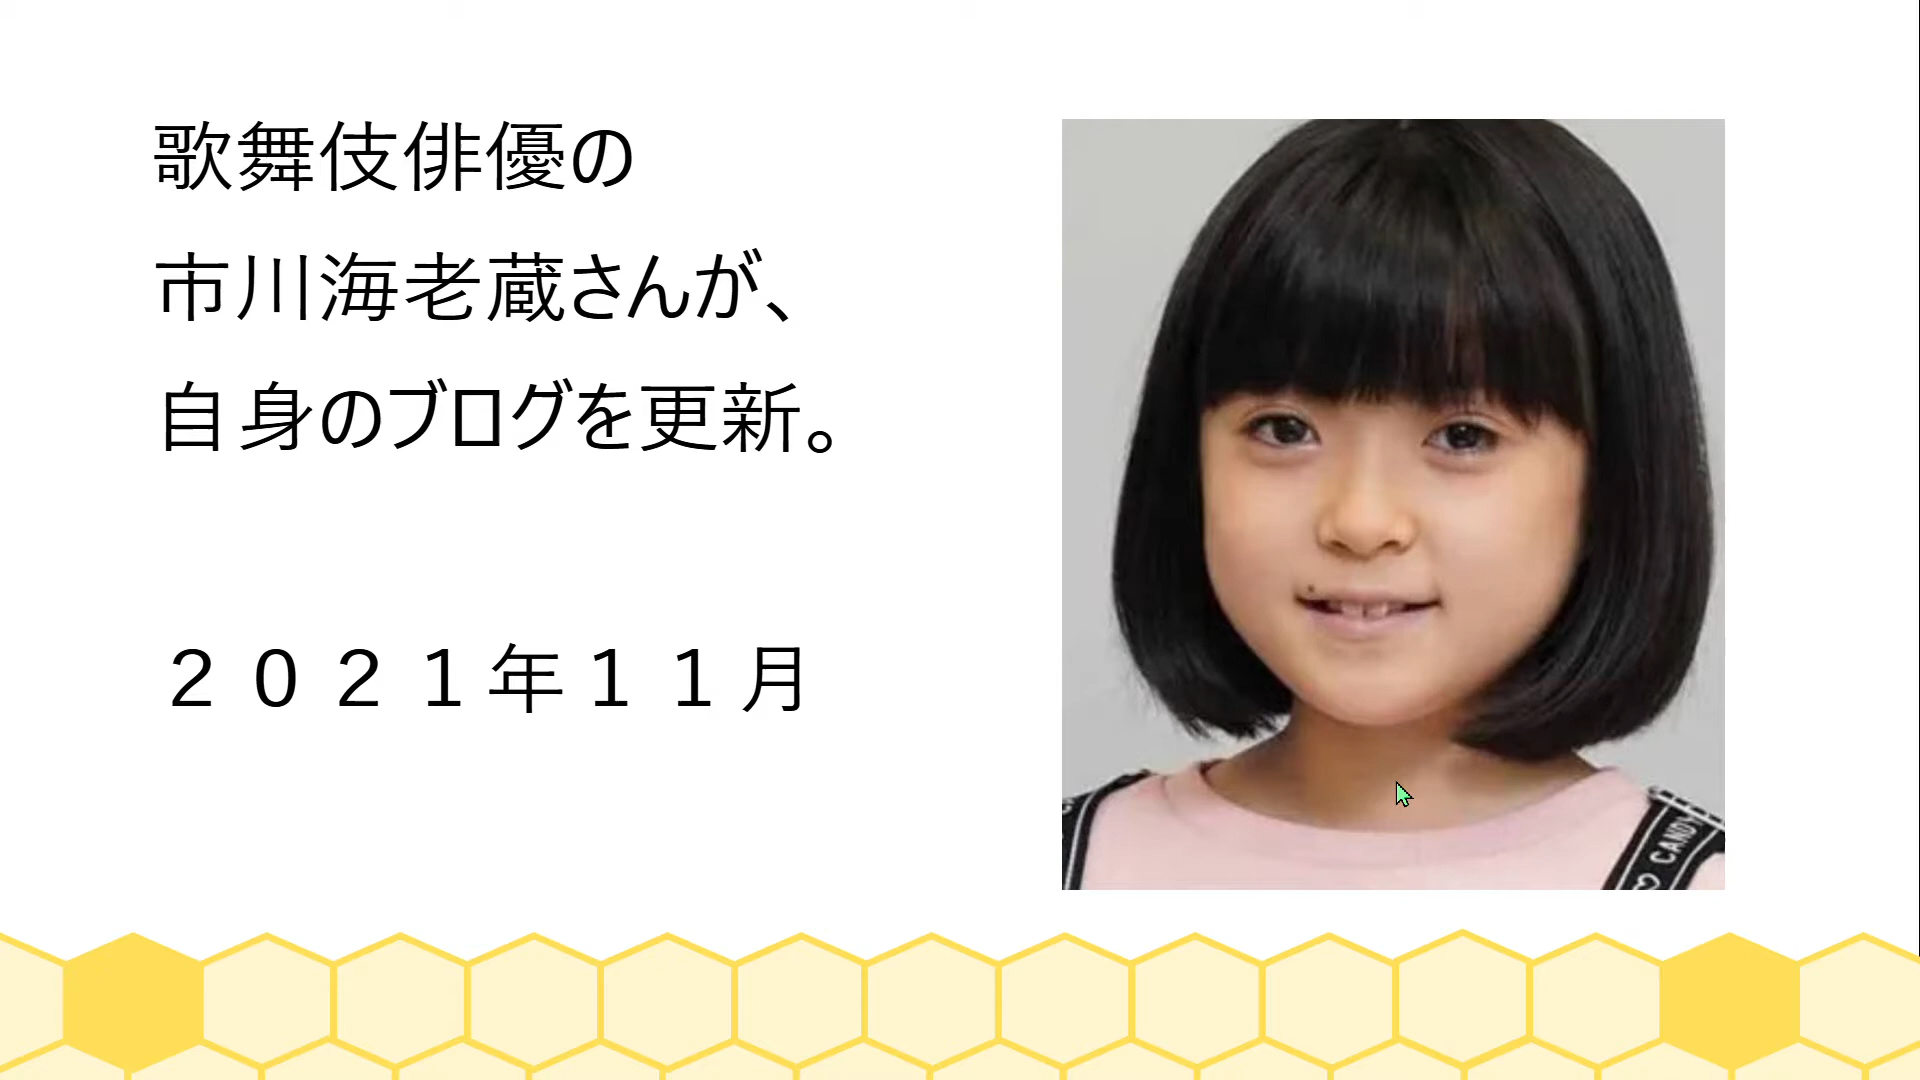 歌舞伎俳優の
市川海老蔵さんが、
自身のブログを更新。
２０２１年１１月
CANDY